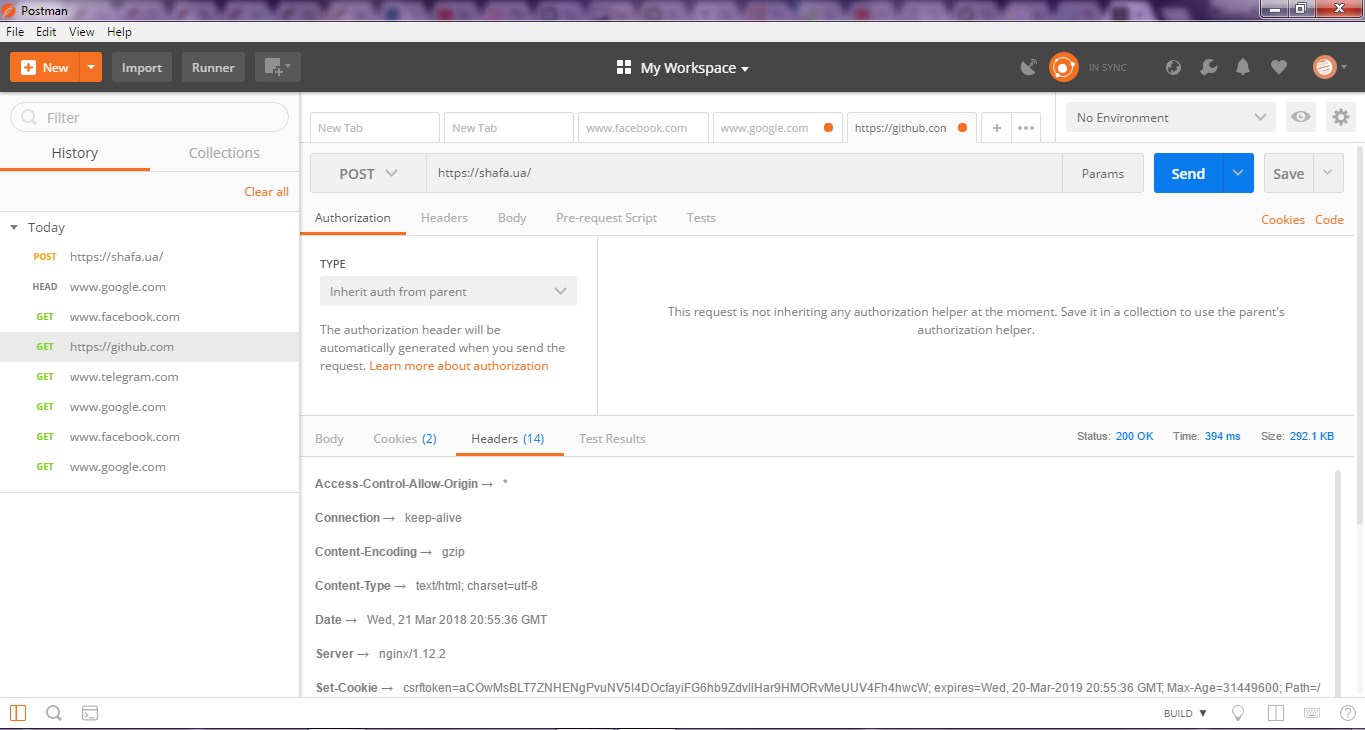 Postman
File Edit View Help
New Import Runner My Workspace IN SYNC
Filter
History Collections
Clear all
Today
POST https://shafa.ua/
HEAD www.google.com
GET www.facebook.com
GET https://github.com
GET www.telegram.com
GET www.google.com
GET www.facebook.com
GET www.google.com
New Tab New Tab www.facebook.com www.google.com https://github.con + ••• No Environment
POST https://shafa.ua/ Params Send Save
Authorization Headers Body Pre-request Script Tests Cookies Code
TYPE
Inherit auth from parent
The authorization header will be
automatically generated when you send the
request. Learn more about authorization
This request is not inheriting any authorization helper at the moment. Save it in a collection to use the parent's
authorization helper.
Body Cookies (2) Headers (14) Test Results Status: 200 OK Time: 394 ms Size: 292.1 KB
Access-Control-Allow-Origin → *
Connection → keep-alive
Content-Encoding → gzip
Content-Type → text/html; charset=utf-8
Date → Wed, 21 Mar 2018 20:55:36 GMT
Server → nginx/1.12.2
Set-Cookie → csrftoken=aCOwMsBLT7ZNHENgPvuNV5I4DOcfayiFG6hb9ZdvIlHar9HMORvMeUUV4Fh4hwcW; expires=Wed, 20-Mar-2019 20:55:36 GMT; Max-Age=31449600; Path=/
BUILD ▼